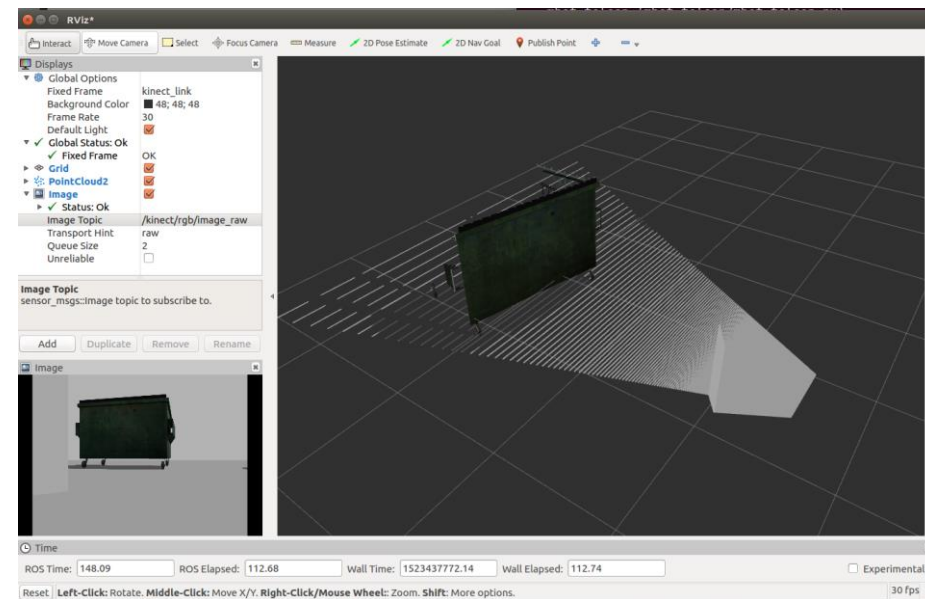 RViz*
Interact Move Camera Select Focus Camera Measure 2D Pose Estimate 2D Nav Goal Publish Point
Displays
Global Options
Fixed Frame kinect_link
Background Color 48; 48; 48
Frame Rate 30
Default Light
Global Status: Ok
Fixed Frame OK
Grid
PointCloud2
Image
Status: Ok
Image Topic /kinect/rgb/image_raw
Transport Hint raw
Queue Size 2
Unreliable
Image Topic
sensor_msgs::Image topic to subscribe to.
Add Duplicate Remove Rename
Image
Time
ROS Time: 148.09 ROS Elapsed: 112.68 Wall Time: 1523437772.14 Wall Elapsed: 112.74 Experimental
Reset Left-Click: Rotate. Middle-Click: Move X/Y. Right-Click/Mouse Wheel:: Zoom. Shift: More options. 30 fps